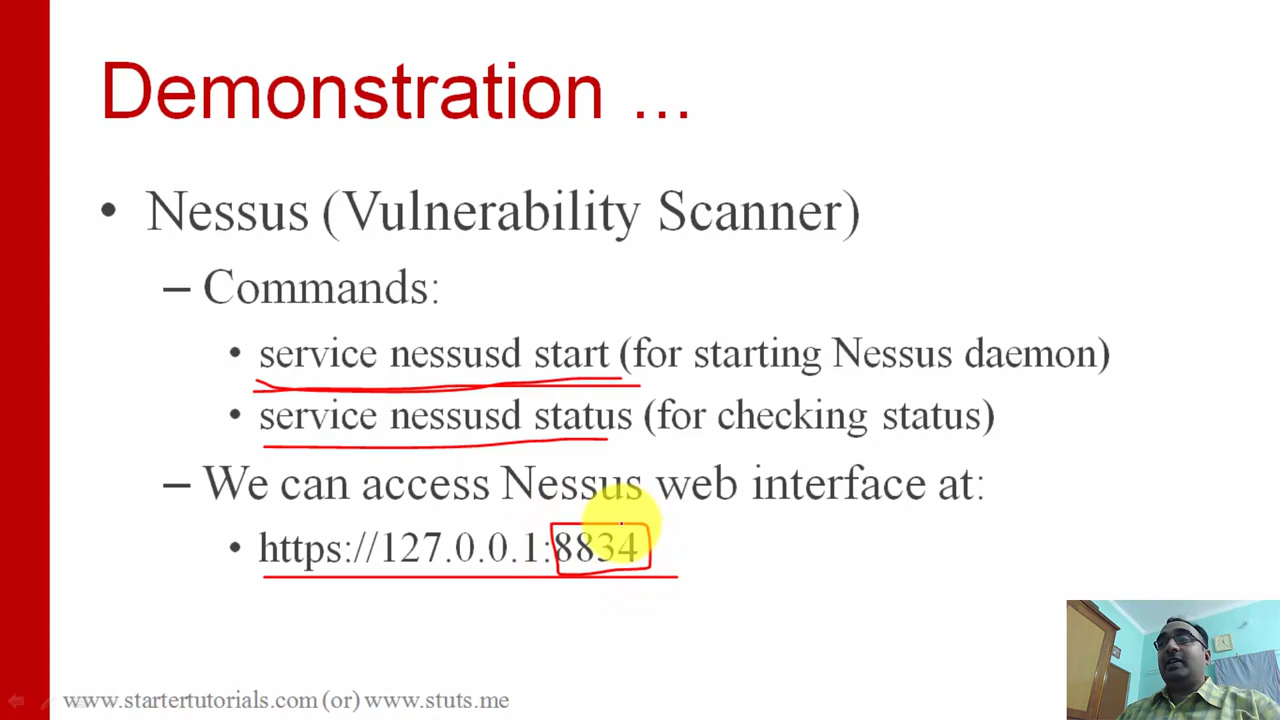 Demonstration ...
• Nessus (Vulnerability Scanner)
– Commands:
• service nessusd start (for starting Nessus daemon)
• service nessusd status (for checking status)
– We can access Nessus web interface at:
• https://127.0.0.1:8834
www.startertutorials.com (or) www.stuts.me